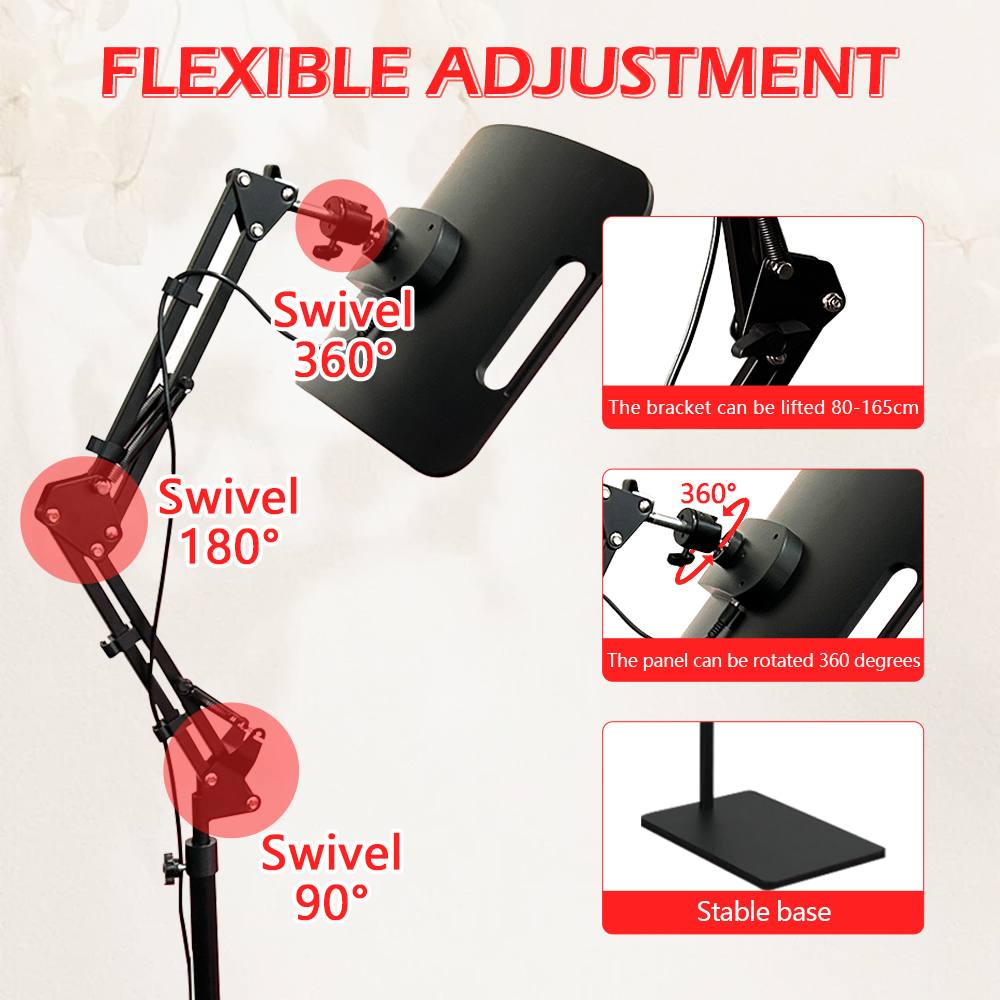 FLEXIBLE ADJUSTMENT
Swivel
360°
The bracket can be lifted 80-165cm
Swivel
180°
360°
The panel can be rotated 360 degrees
Swivel
90°
Stable base